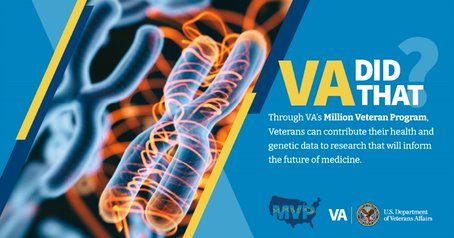 VA DID
THAT?
Through VA's Million Veteran Program,
Veterans can contribute their health and
genetic data to research that will inform
the future of medicine.
MVP
VA
U.S. Department
of Veterans Affairs